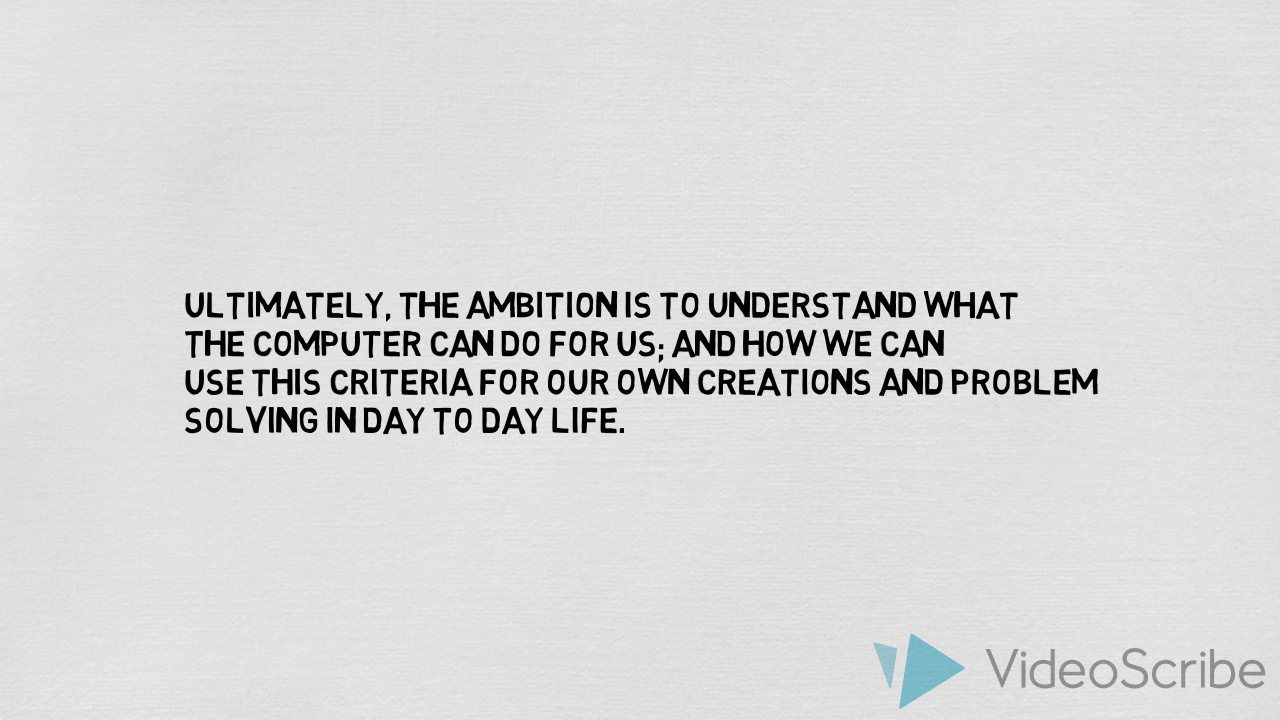 ULTIMATELY, THE AMBITION IS TO UNDERSTAND WHAT
THE COMPUTER CAN DO FOR US; AND HOW WE CAN
USE THIS CRITERIA FOR OUR OWN CREATIONS AND PROBLEM
SOLVING IN DAY TO DAY LIFE.
VideoScribe